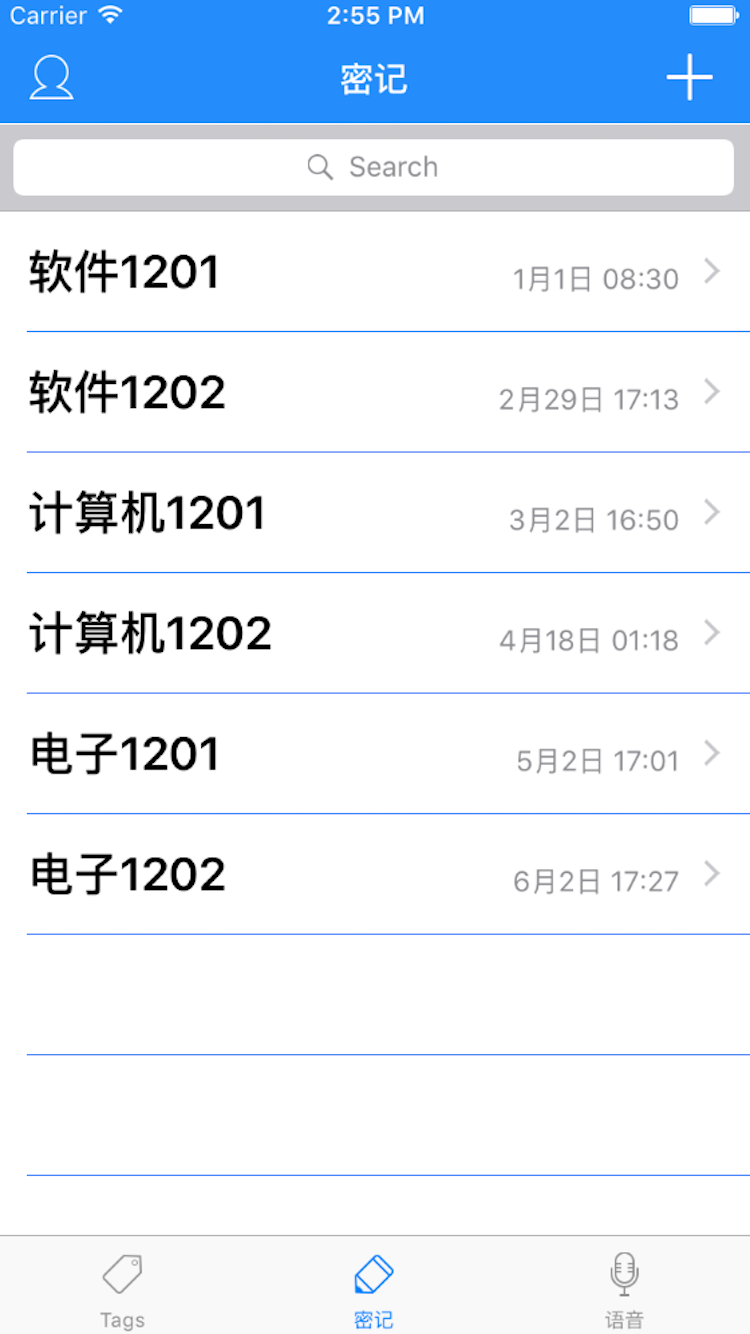 Carrier 2:55 PM
密记
Search
软件1201 1月1日 08:30
软件1202 2月29日 17:13
计算机1201 3月2日 16:50
计算机1202 4月18日 01:18
电子1201 5月2日 17:01
电子1202 6月2日 17:27
Tags 密记 语音